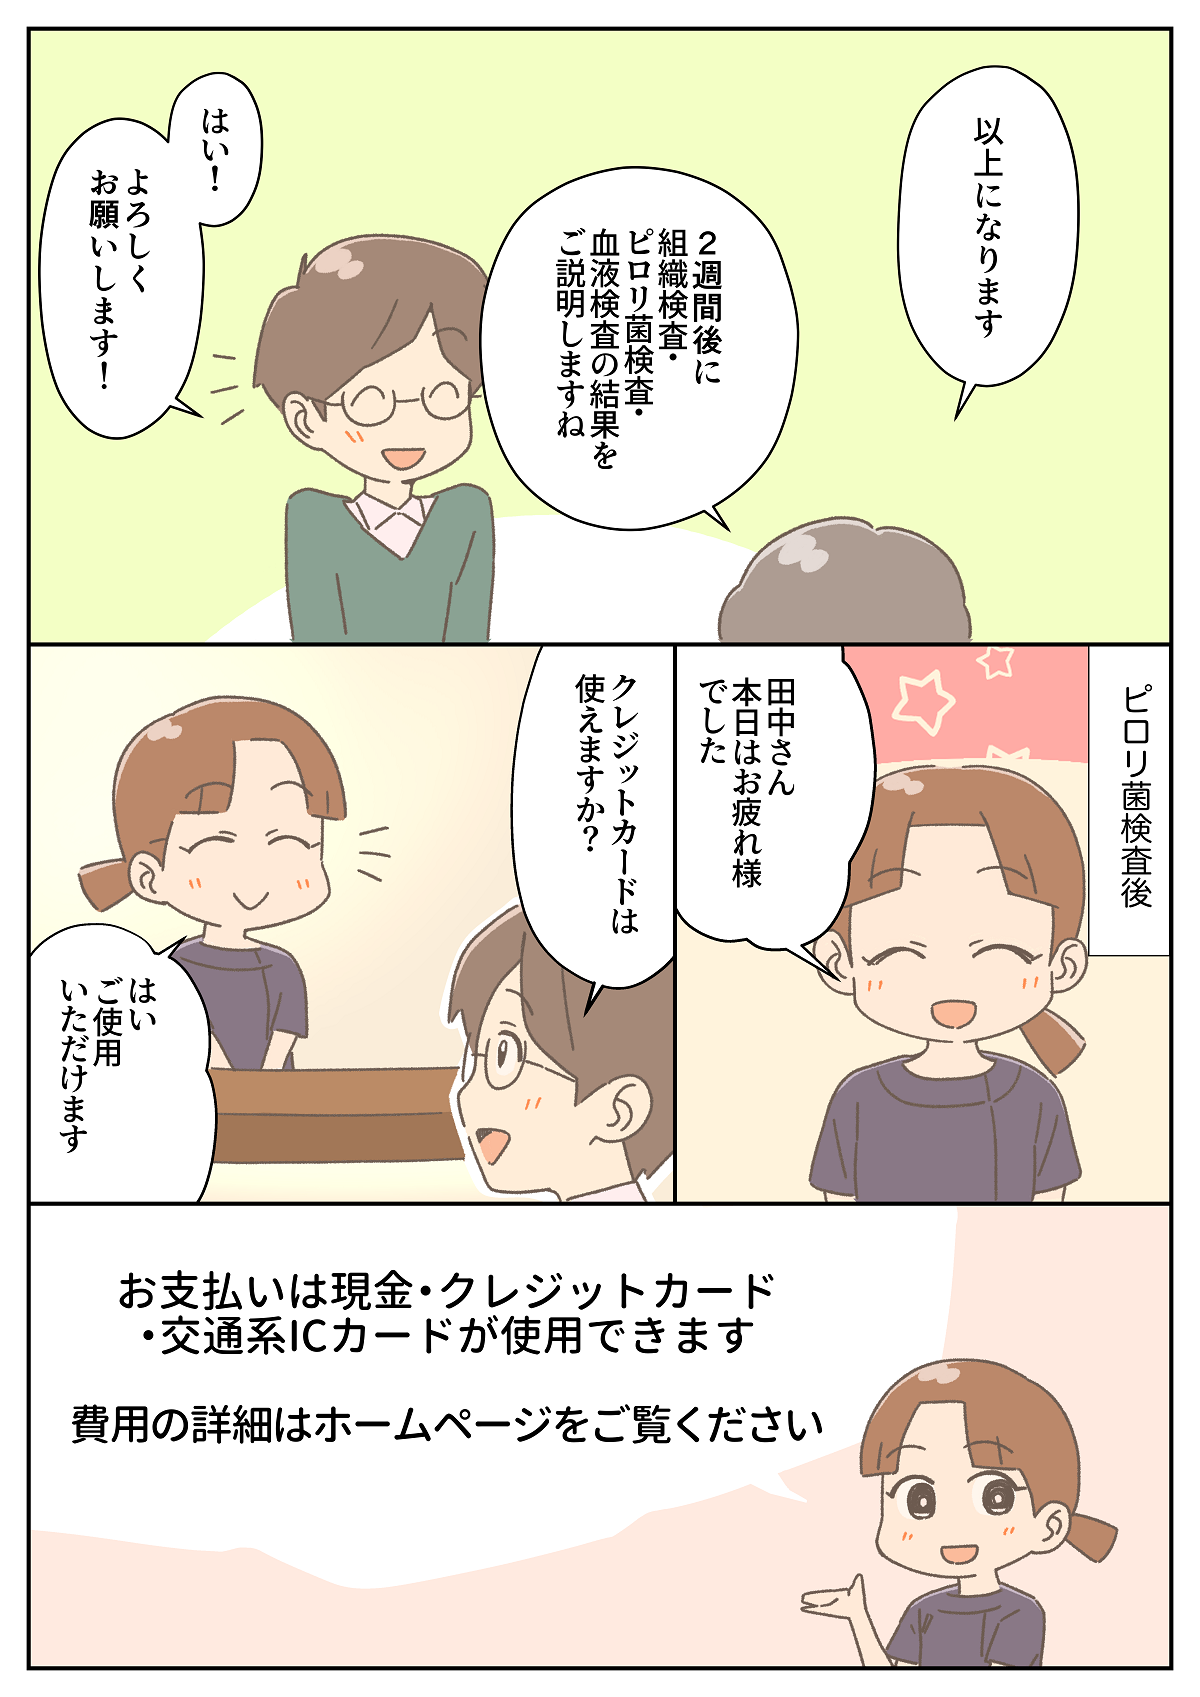 以上になります
2週間後に
組織検査・
ピロリ菌検査・
血液検査の結果を
ご説明しますね
はい！
よろしく
お願いします！
ピロリ菌検査後
田中さん
本日はお疲れ様
でした
クレジットカードは
使えますか？
はい
ご使用
いただけます
お支払いは現金・クレジットカード
・交通系ICカードが使用できます
費用の詳細はホームページをご覧ください